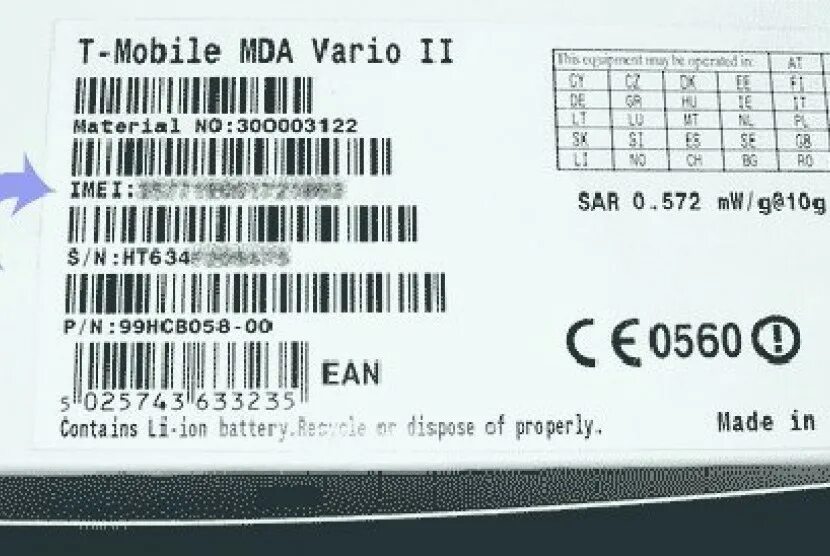 T-Mobile MDA Vario II
Material NO:300003122
IMEI:
S/N:HT634
P/N:99HCB058-00
EAN
5 025743 633235
Contains Li-ion battery.Recycle or dispose of properly.
This equipment may be operated in: AT
CY CZ DK EE FI
DE GR HU IE IT
LT LU MT NL PL
SK SI ES SE GB
LI NO CH BG RO
SAR 0.572 mW/g@10g
CE0560
Made in